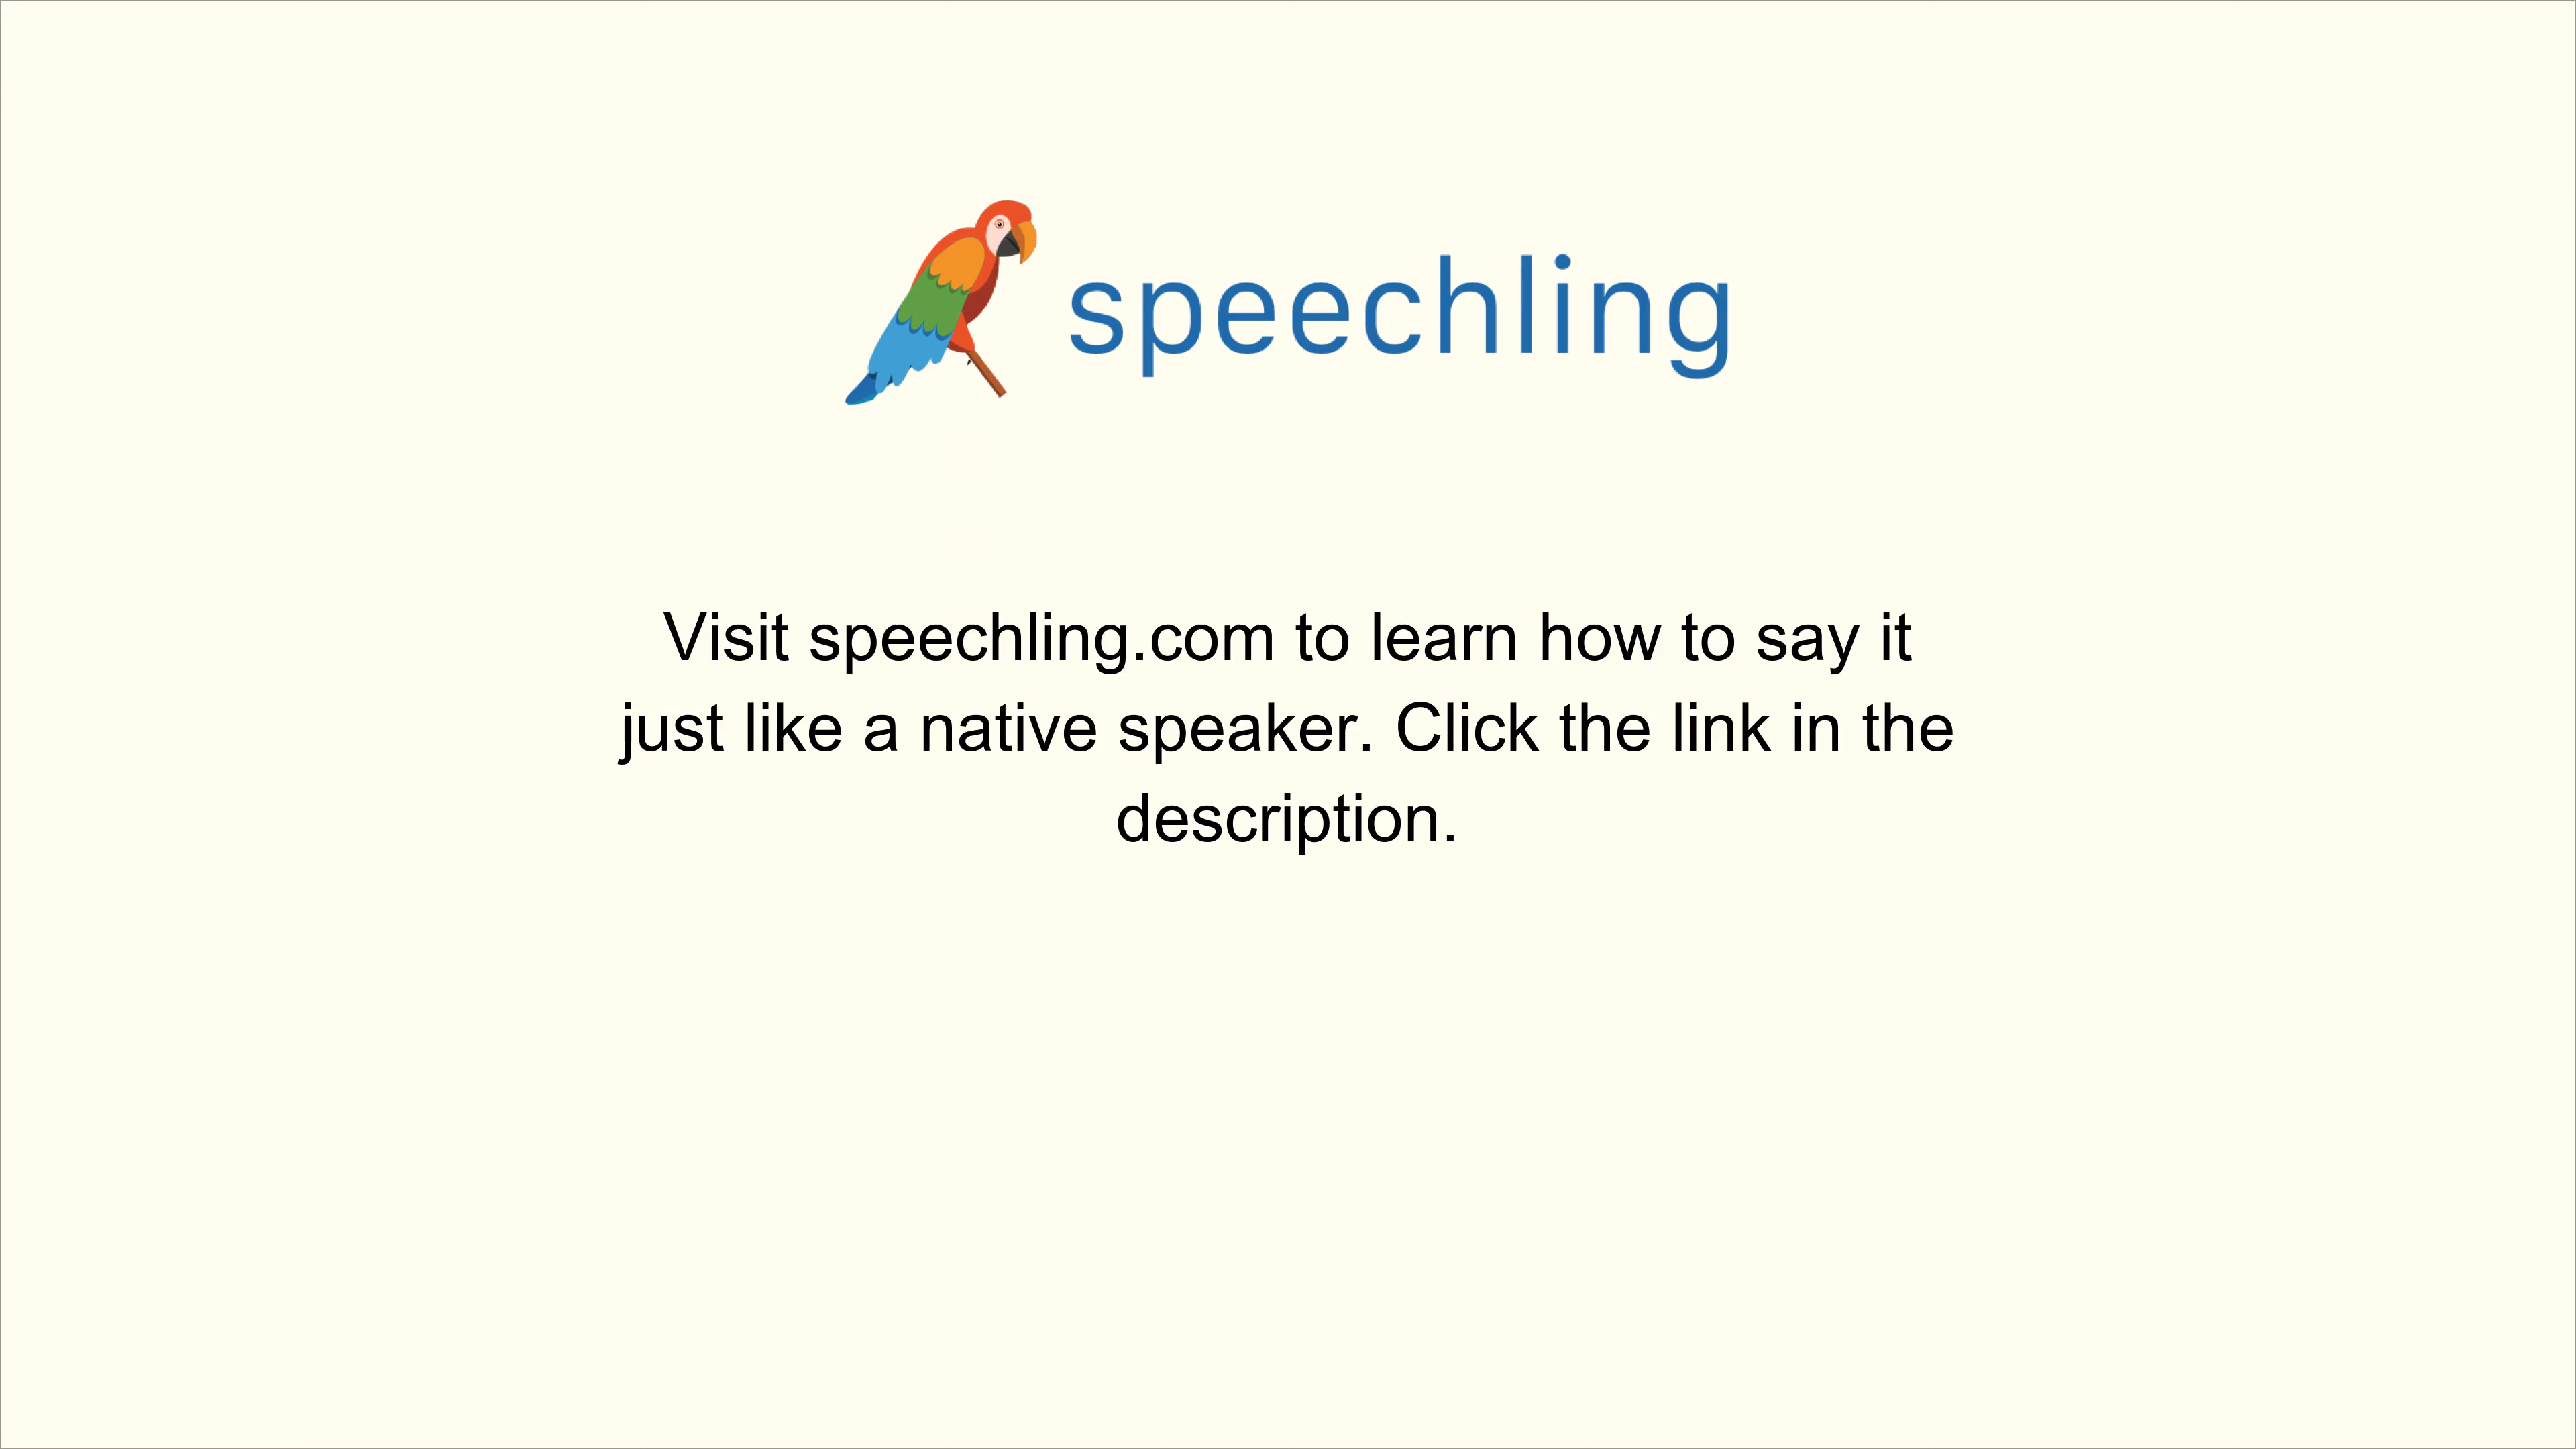 speechling
Visit speechling.com to learn how to say it
just like a native speaker. Click the link in the
description.